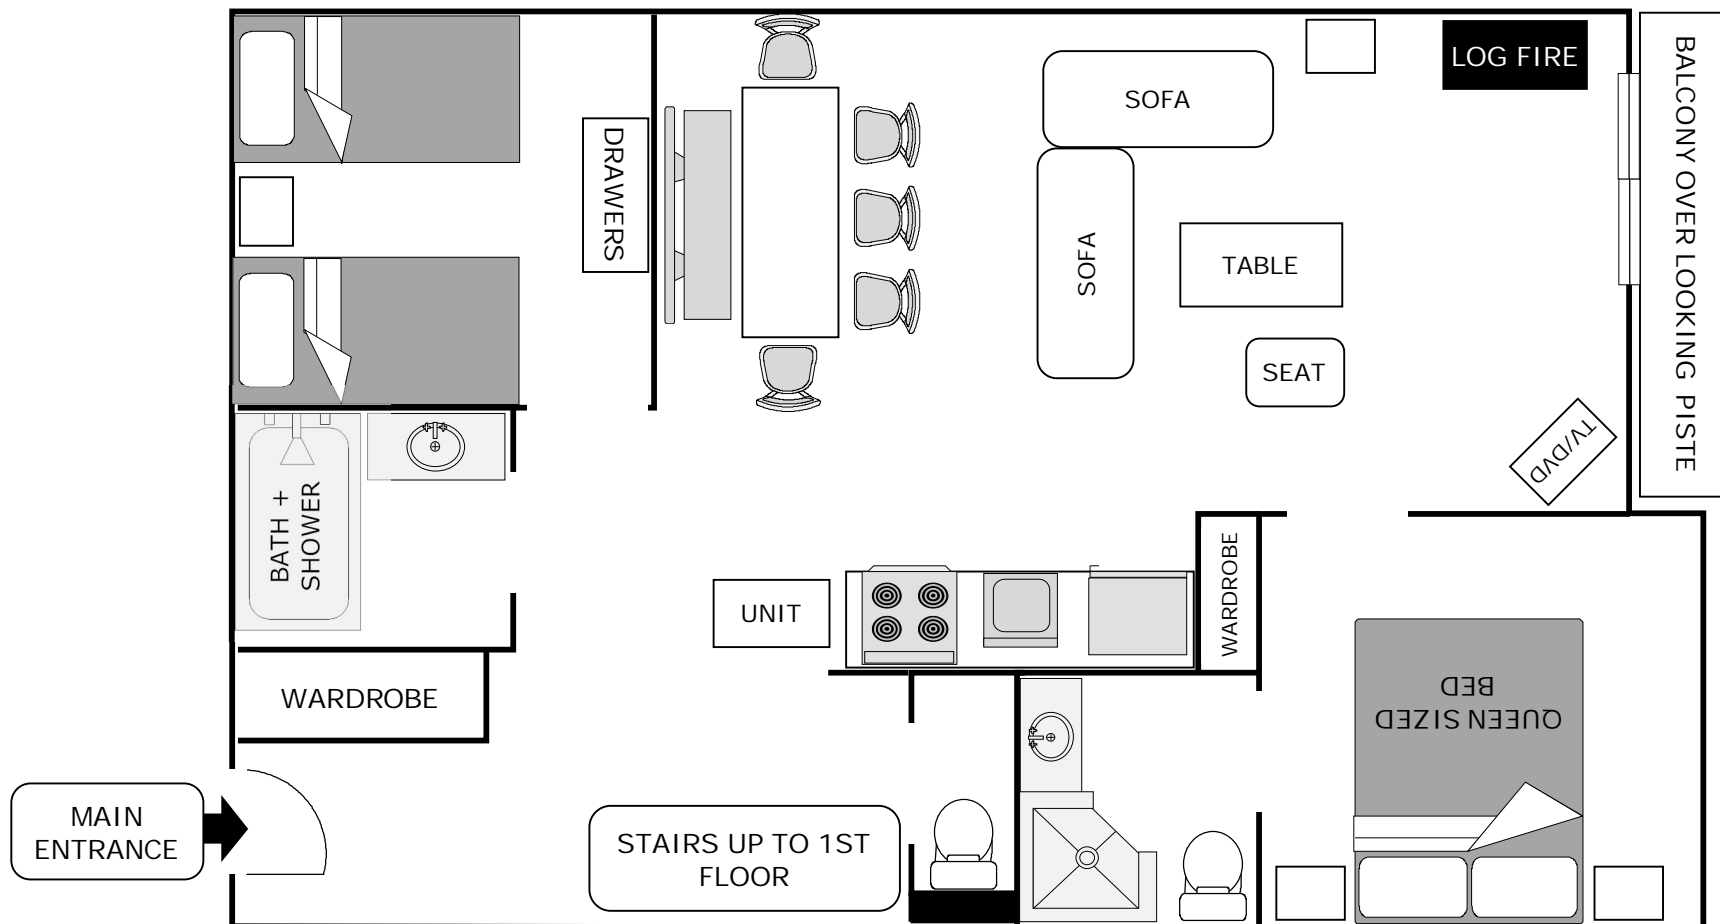 LOG FIRE
SOFA
BALCONY OVER LOOKING PISTE
DRAWERS
SOFA
TABLE
SEAT
TV/DVD
BATH +
SHOWER
UNIT
WARDROBE
WARDROBE
QUEEN SIZED
BED
MAIN
ENTRANCE
STAIRS UP TO 1ST
FLOOR